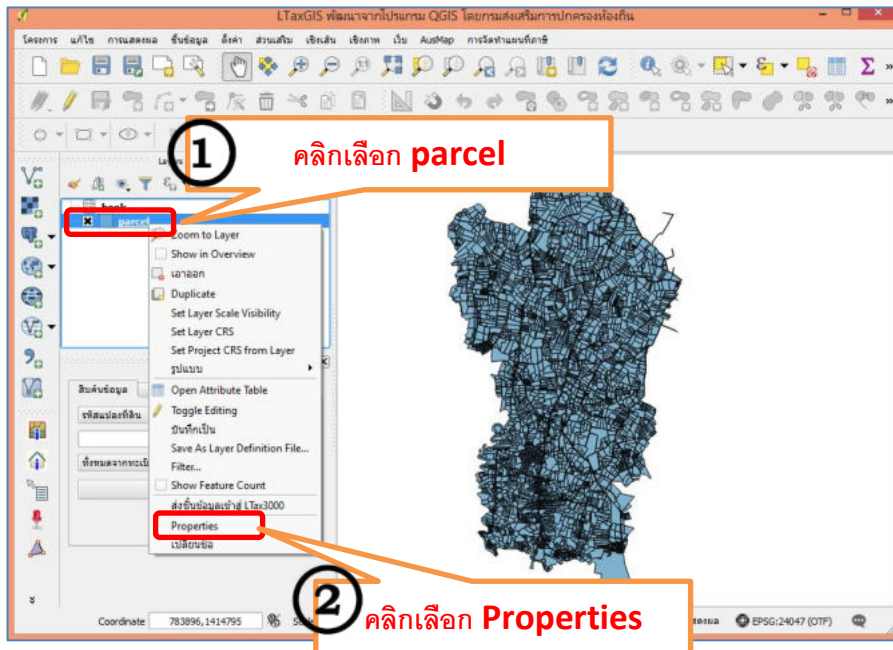 LTaxGIS พัฒนาจากโปรแกรม QGIS โดยกรมส่งเสริมการปกครองท้องถิ่น
โครงการ แก้ไข การแสดงผล ชั้นข้อมูล ตั้งค่า ส่วนเสริม เชิงเส้น เชิงภาพ เว็บ AusMap การจัดทำแผนที่ภาษี
1 คลิกเลือก parcel
parcel
Zoom to Layer
Show in Overview
เอาออก
Duplicate
Set Layer Scale Visibility
Set Layer CRS
Set Project CRS from Layer
รูปแบบ
Open Attribute Table
Toggle Editing
บันทึกเป็น
Save As Layer Definition File...
Filter...
Show Feature Count
ส่งชั้นข้อมูลเข้าสู่ LTax3000
Properties
เปลี่ยนชื่อ
สืบค้นข้อมูล
รหัสแปลงที่ดิน
2 คลิกเลือก Properties
Coordinate 783896,1414795 EPSG:24047 (OTF)